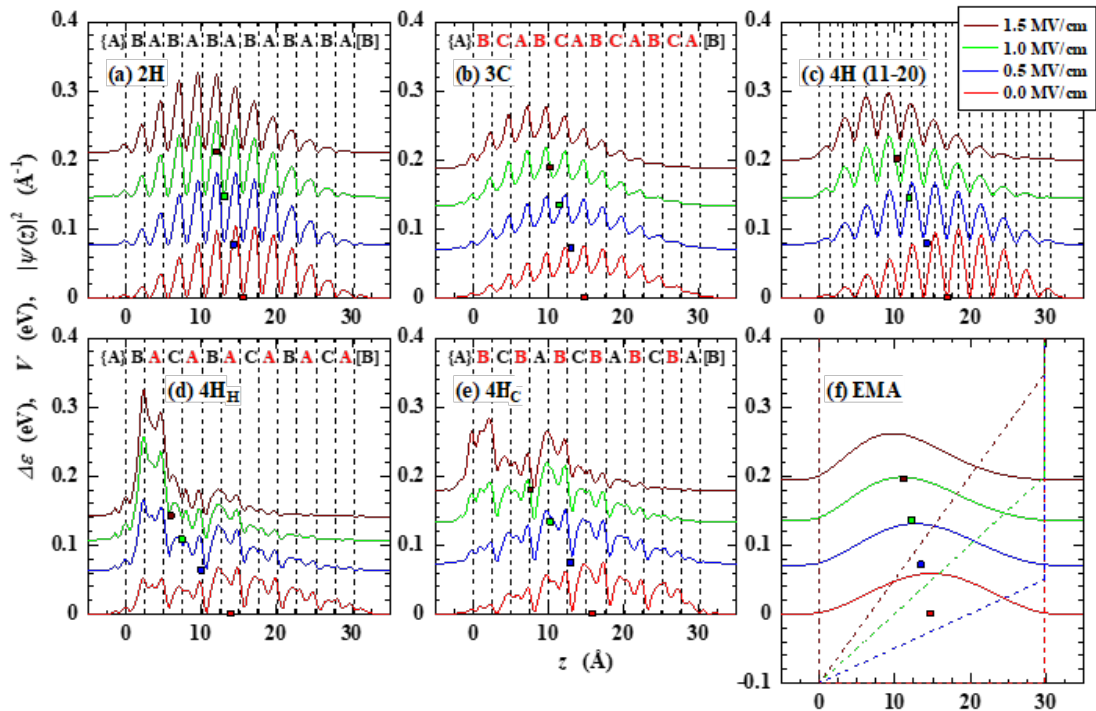 0.4
{A} B A B A B A B A B A B A [B]
(a) 2H
0.3
0.2
0.1
0
0 10 20 30
{A} B C A B C A B C A B C A [B]
(b) 3C
0.4
0.3
0.2
0.1
0
0 10 20 30
(c) 4H (11-20)
0.4
0.3
0.2
0.1
0
0 10 20 30
1.5 MV/cm
1.0 MV/cm
0.5 MV/cm
0.0 MV/cm
Δε (eV), V (eV), |ψ(z)|² (Å⁻¹)
0.4
{A} B A C A B A C A B A C A [B]
(d) 4H_H
0.3
0.2
0.1
0
0 10 20 30
{A} B C B A B C B A B C B A [B]
(e) 4H_C
0.4
0.3
0.2
0.1
0
0 10 20 30
z (Å)
(f) EMA
0.4
0.3
0.2
0.1
0
-0.1
0 10 20 30